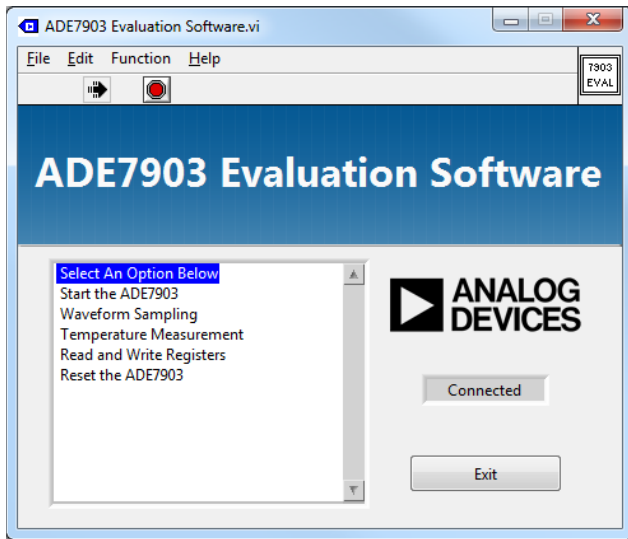 ADE7903 Evaluation Software.vi
File Edit Function Help
7903
EVAL
ADE7903 Evaluation Software
Select An Option Below
Start the ADE7903
Waveform Sampling
Temperature Measurement
Read and Write Registers
Reset the ADE7903
ANALOG
DEVICES
Connected
Exit